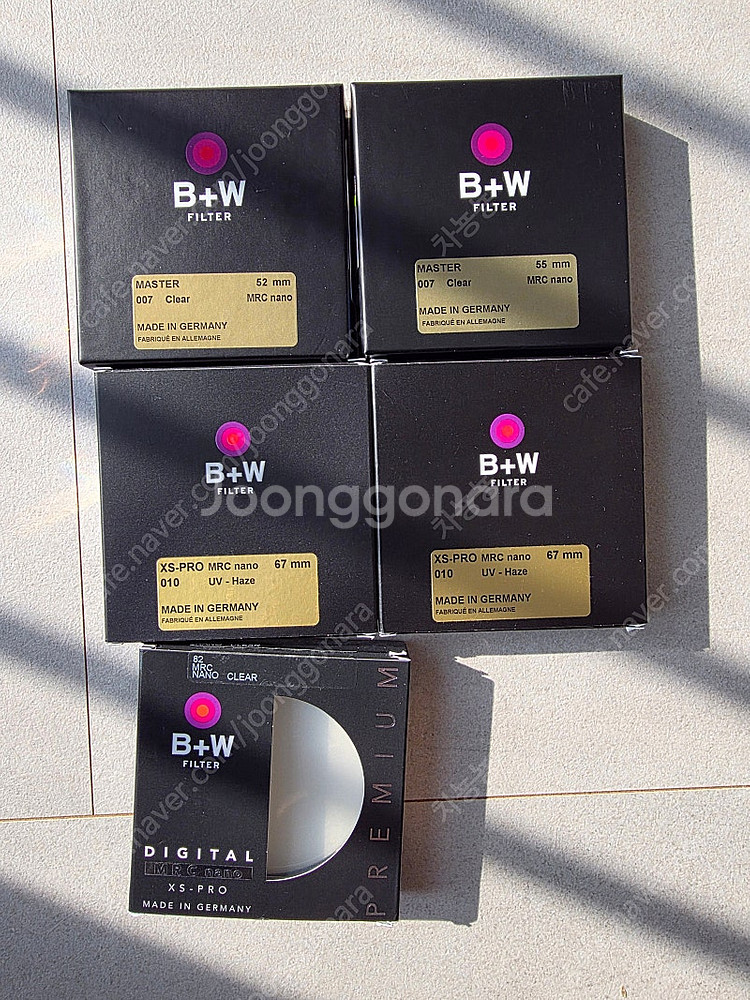 B+W
FILTER
MASTER 52 mm
007 Clear MRC nano
MADE IN GERMANY
FABRIQUÉ EN ALLEMAGNE
B+W
FILTER
MASTER 55 mm
007 Clear MRC nano
MADE IN GERMANY
FABRIQUÉ EN ALLEMAGNE
B+W
FILTER
XS-PRO MRC nano 67 mm
010 UV - Haze
MADE IN GERMANY
FABRIQUÉ EN ALLEMAGNE
B+W
FILTER
XS-PRO MRC nano 67 mm
010 UV - Haze
MADE IN GERMANY
FABRIQUÉ EN ALLEMAGNE
Joonggonara
82
MRC
NANO CLEAR
B+W
FILTER
DIGITAL
MRC nano
XS-PRO
MADE IN GERMANY
PREMIUM
cafe.naver.com/joonggonara